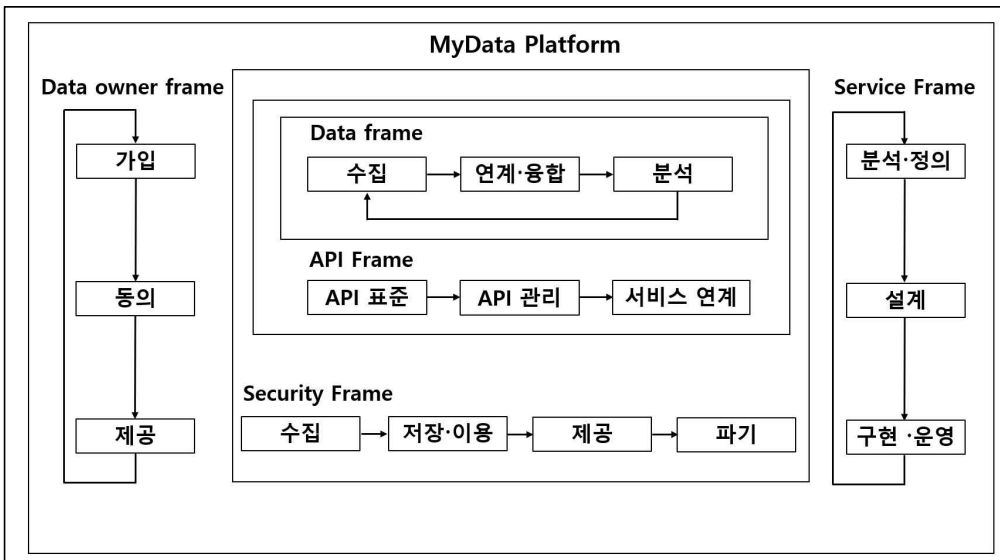 MyData Platform
Data owner frame
가입
동의
제공
Data frame
수집
연계·융합
분석
API Frame
API 표준
API 관리
서비스 연계
Security Frame
수집
저장·이용
제공
파기
Service Frame
분석·정의
설계
구현 ·운영